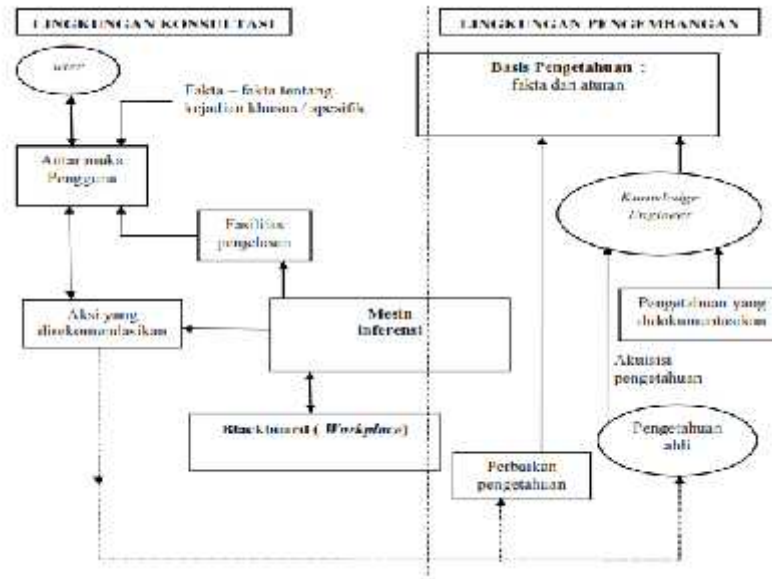 LINGKUNGAN KONSULTASI
LINGKUNGAN PENGEMBANGAN
user
Basis Pengetahuan :
fakta dan aturan
Fakta – fakta tentang
kejadian khusus / spesifik
Antar muka
Pengguna
Knowledge
Engineer
Fasilitas
penjelasan
Aksi yang
direkomendasikan
Mesin
inferensi
Pengetahuan yang
didokumentasikan
Akuisisi
pengetahuan
Blackboard ( Workplace)
Pengetahuan
ahli
Perbaikan
pengetahuan